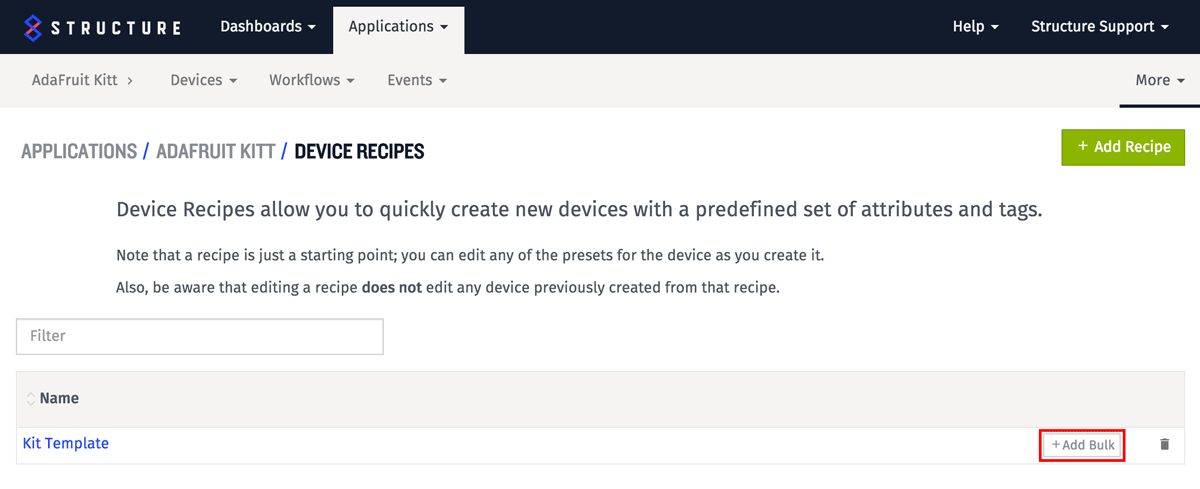 STRUCTURE Dashboards Applications Help Structure Support
AdaFruit Kitt > Devices Workflows Events More
APPLICATIONS / ADAFRUIT KITT / DEVICE RECIPES + Add Recipe
Device Recipes allow you to quickly create new devices with a predefined set of attributes and tags.
Note that a recipe is just a starting point; you can edit any of the presets for the device as you create it.
Also, be aware that editing a recipe does not edit any device previously created from that recipe.
Filter
Name
Kit Template + Add Bulk